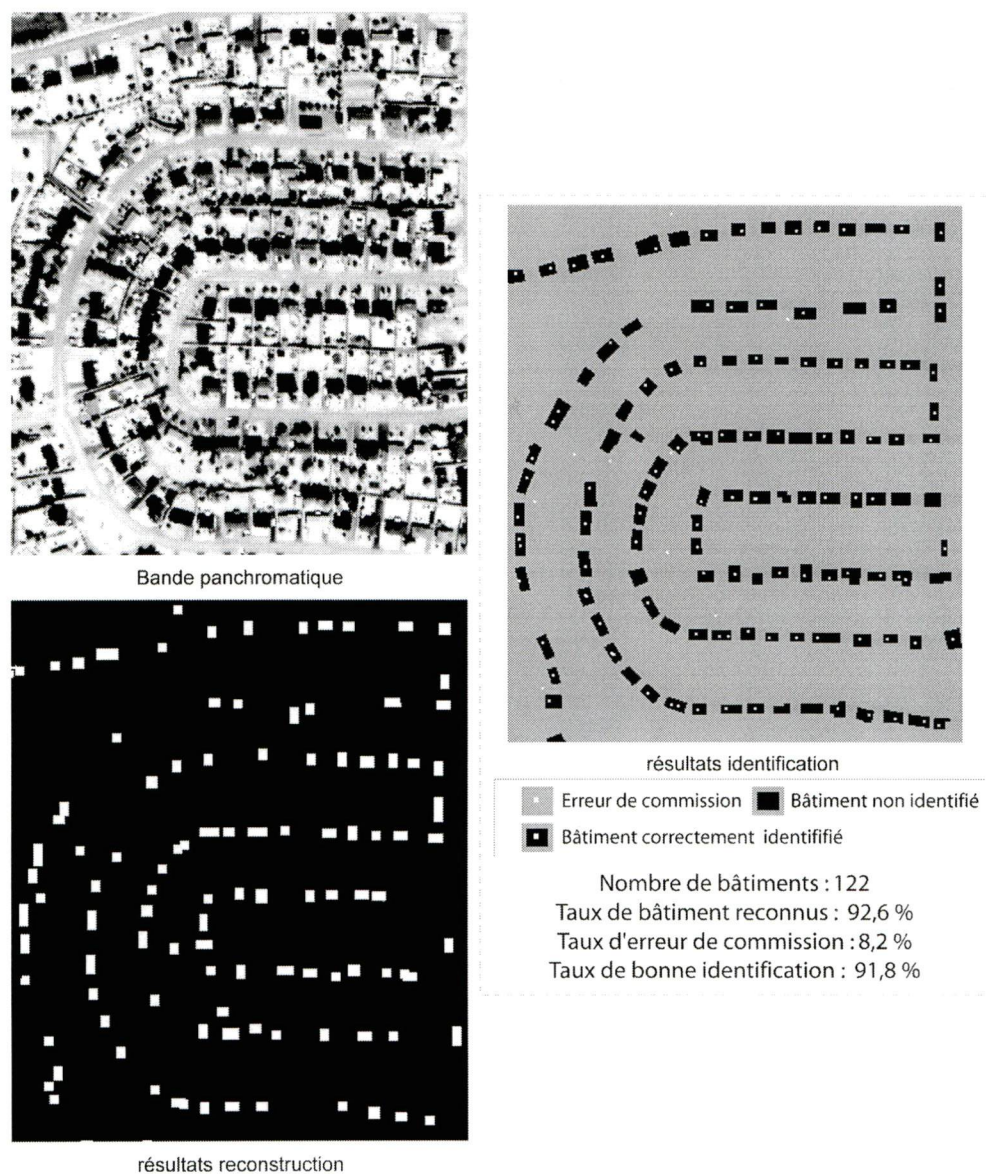 Bande panchromatique
résultats reconstruction
résultats identification
Erreur de commission
Bâtiment non identifié
Bâtiment correctement identififié
Nombre de bâtiments : 122
Taux de bâtiment reconnus : 92,6 %
Taux d'erreur de commission : 8,2 %
Taux de bonne identification : 91,8 %